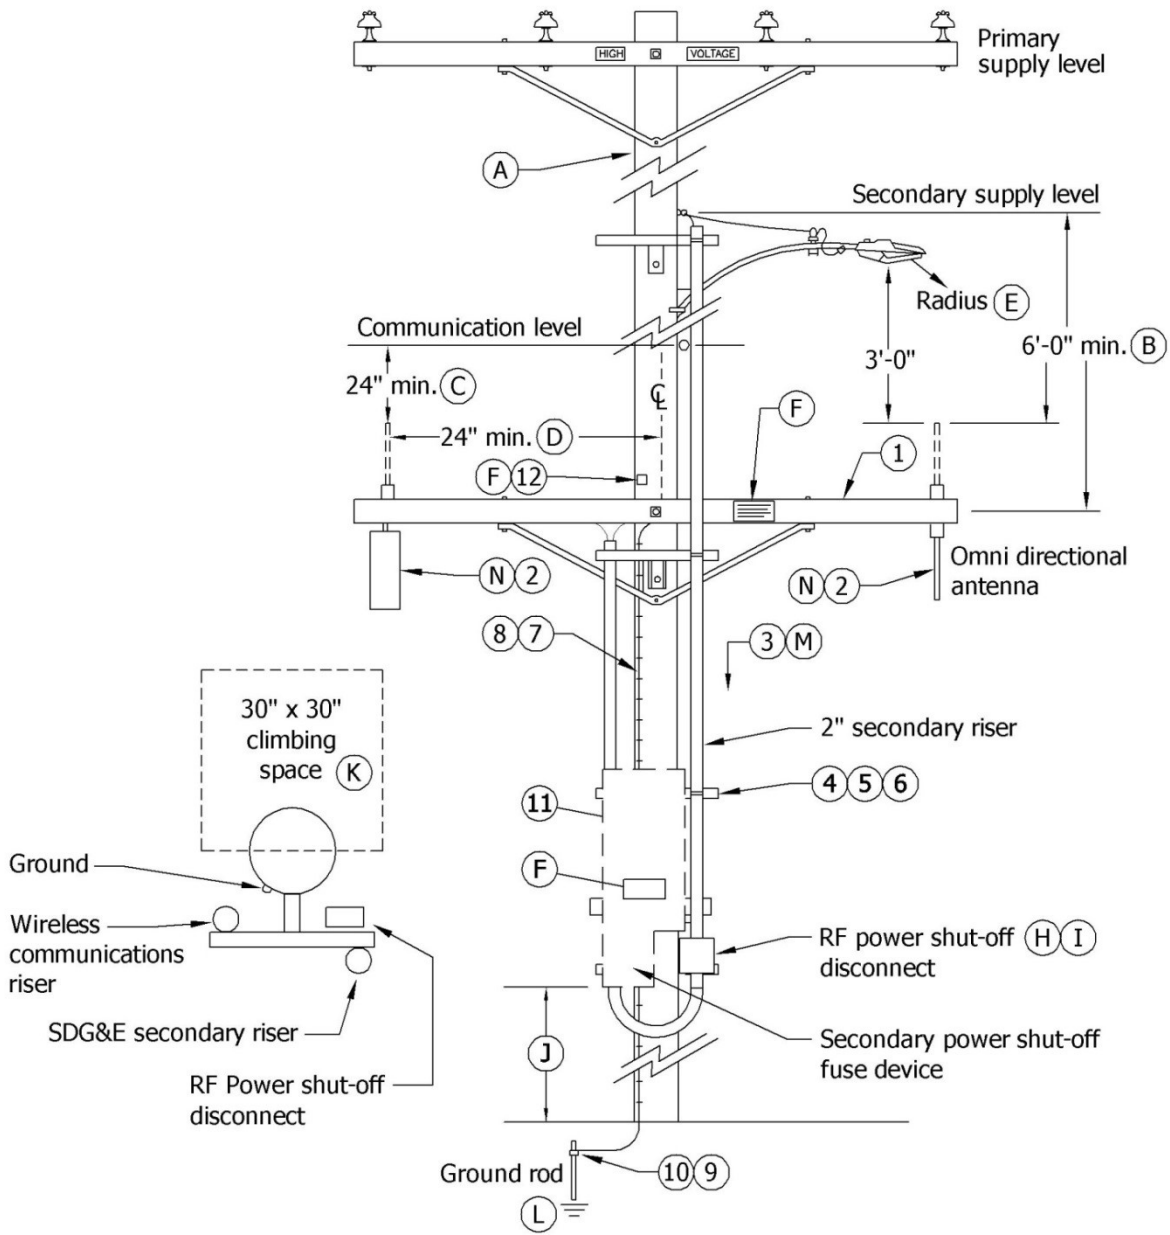 HIGH
VOLTAGE
Primary
supply level
A
Secondary supply level
Radius E
Communication level
6'-0" min. B
3'-0"
24" min. C
CL
24" min. D
F
1
F 12
N 2
Omni directional
antenna
N 2
8 7
3 M
30" x 30"
climbing
space K
2" secondary riser
4 5 6
11
F
Ground
Wireless
communications
riser
RF power shut-off H I
disconnect
SDG&E secondary riser
J
Secondary power shut-off
fuse device
RF Power shut-off
disconnect
Ground rod
10 9
L